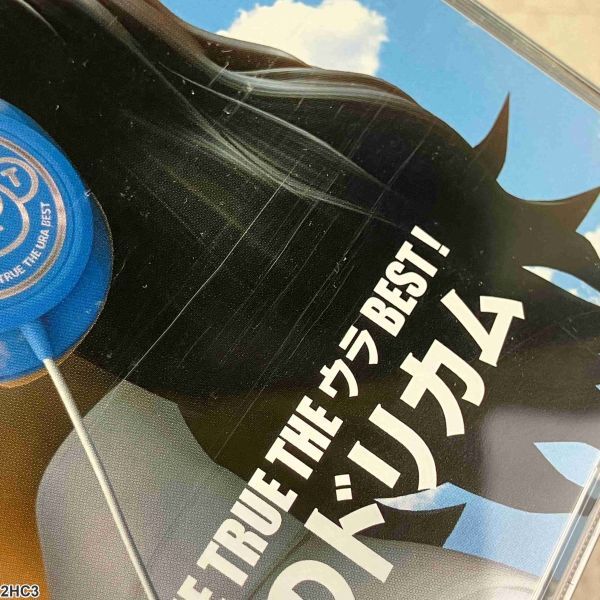 T
TRUE THE URA BEST
E TRUE THE ウラ BEST!
のドリカム
2HC3